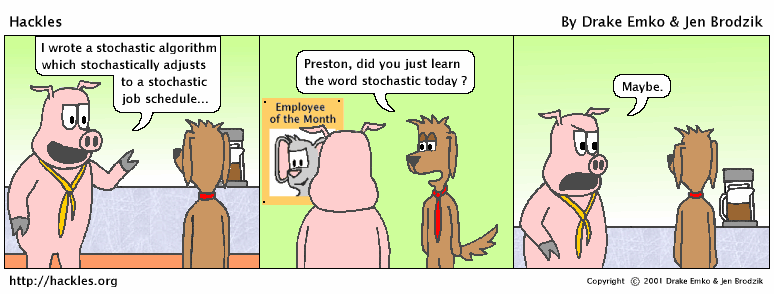 Hackles
By Drake Emko & Jen Brodzik
I wrote a stochastic algorithm
which stochastically adjusts
to a stochastic
job schedule...
Preston, did you just learn
the word stochastic today ?
Employee
of the Month
Maybe.
http://hackles.org
Copyright © 2001 Drake Emko & Jen Brodzik